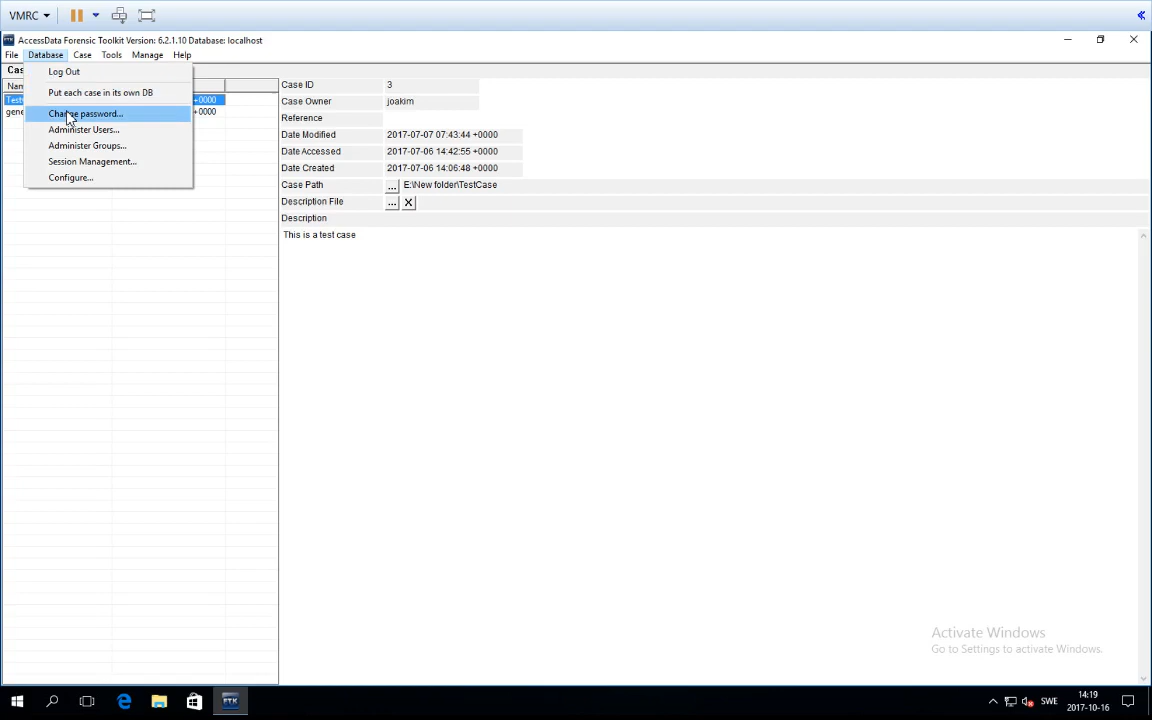 VMRC
AccessData Forensic Toolkit Version: 6.2.1.10 Database: localhost
File Database Case Tools Manage Help
Log Out
Put each case in its own DB
Change password...
Administer Users...
Administer Groups...
Session Management...
Configure...
+0000
+0000
Case ID 3
Case Owner joakim
Reference
Date Modified 2017-07-07 07:43:44 +0000
Date Accessed 2017-07-06 14:42:55 +0000
Date Created 2017-07-06 14:06:48 +0000
Case Path ... E:\New folder\TestCase
Description File ... X
Description
This is a test case
Activate Windows
Go to Settings to activate Windows.
FTK
SWE
14:19
2017-10-16